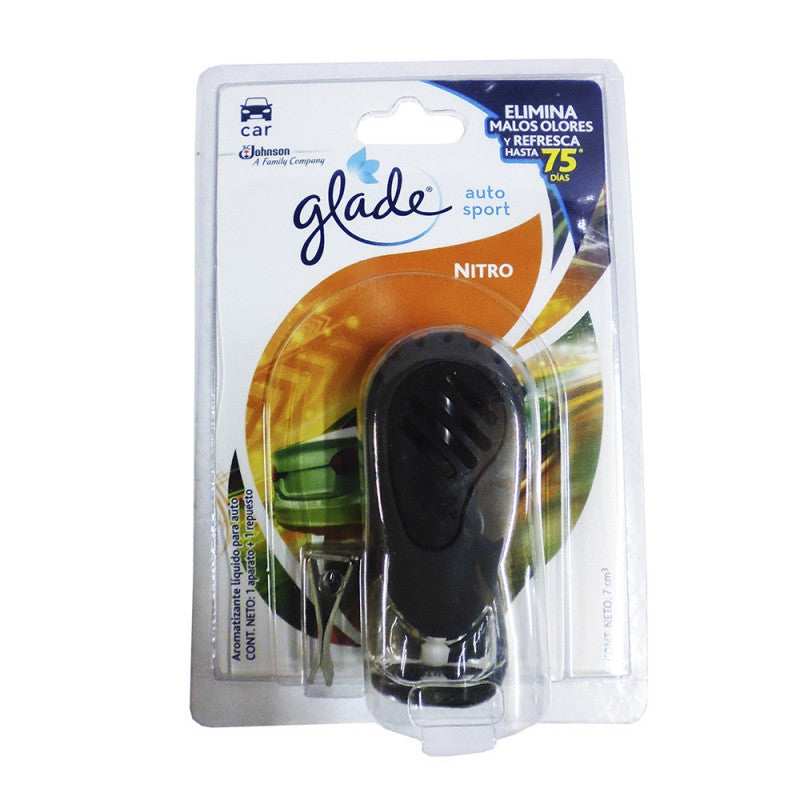 car
SC Johnson
A Family Company
glade®
auto
sport
NITRO
ELIMINA
MALOS OLORES
Y REFRESCA
HASTA 75*
DÍAS
Aromatizante líquido para auto
CONT. NETO: 1 aparato + 1 repuesto
CONT. NETO: 7 cm³